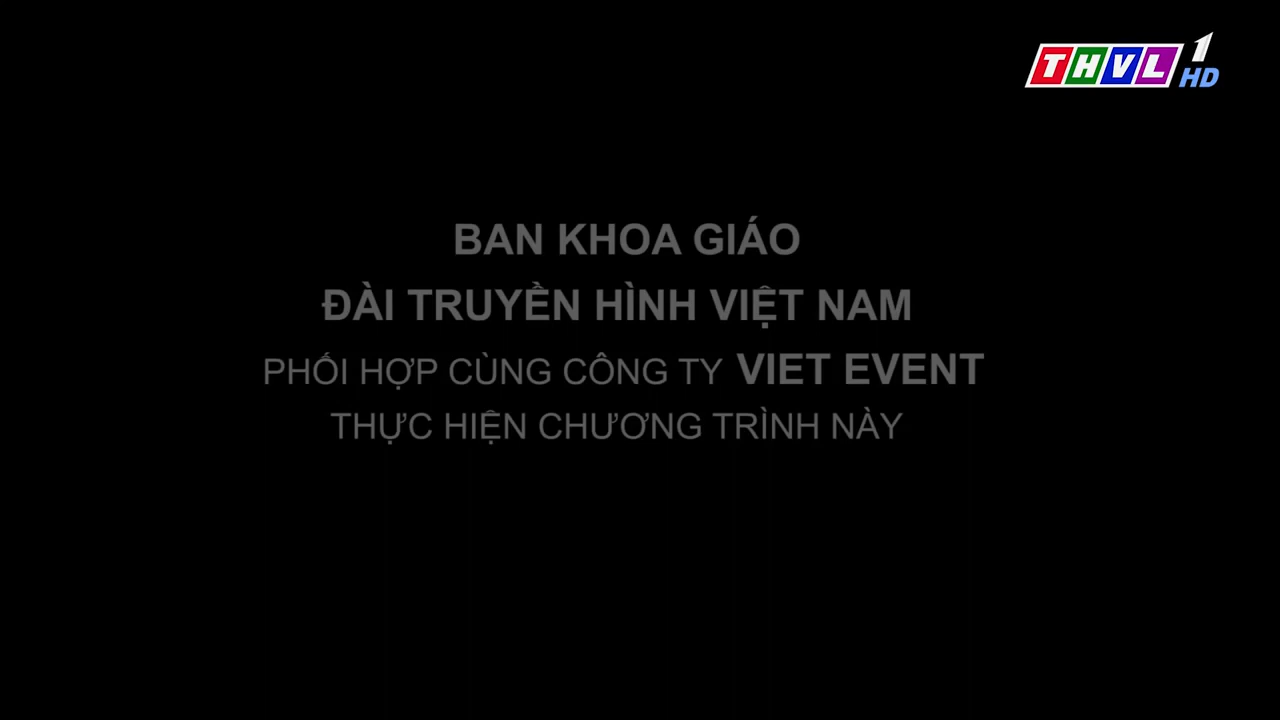 THVL1 HD
BAN KHOA GIÁO
ĐÀI TRUYỀN HÌNH VIỆT NAM
PHỐI HỢP CÙNG CÔNG TY VIET EVENT
THỰC HIỆN CHƯƠNG TRÌNH NÀY